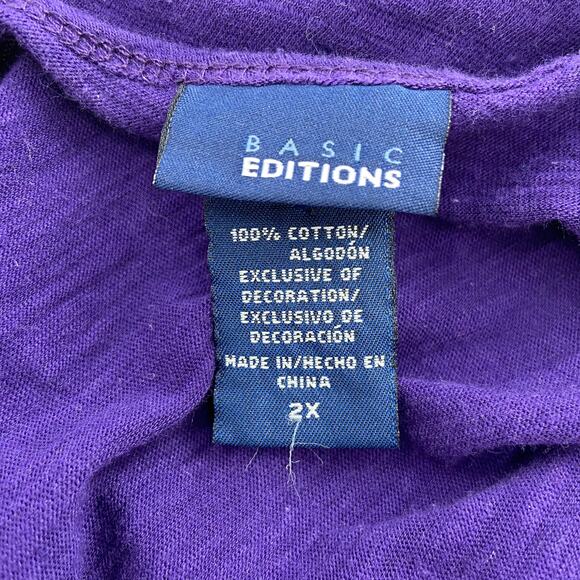 BASIC
EDITIONS
100% COTTON/
ALGODÓN
EXCLUSIVE OF
DECORATION/
EXCLUSIVO DE
DECORACIÓN
MADE IN/HECHO EN
CHINA
2X